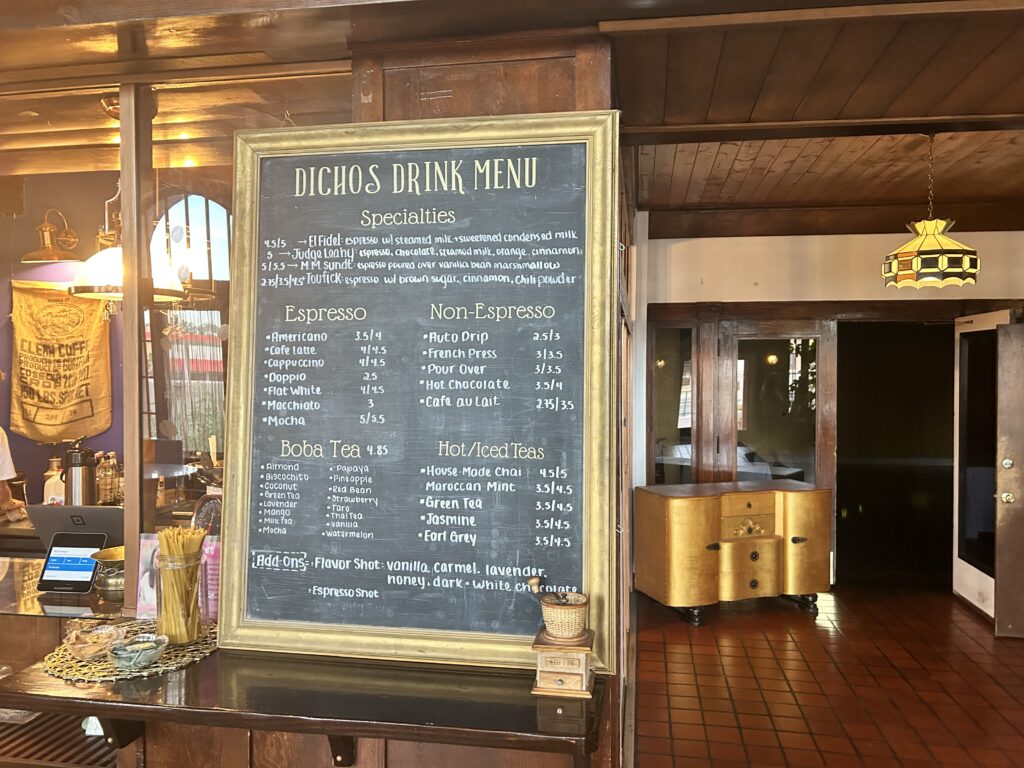 DICHOS DRINK MENU
Specialties
4.5/5 → El Fidel: espresso w/ steamed milk + sweetened condensed milk
5 → Judge Leahy: espresso, chocolate, steamed milk, orange, cinnamon
5/5.5 → M.M Sundt: espresso poured over vanilla bean marshmallow
2.75/3.5/4.5 espresso w/ brown sugar, cinnamon, chili powder
Espresso
• Americano 3.5/4
• Cafe latte 4/4.5
• Cappuccino 4/4.5
• Doppio 2.5
• Flat White 4/4.5
• Macchiato 3
• Mocha 5/5.5
Non-Espresso
• Auto Drip 2.5/3
• French Press 3/3.5
• Pour Over 3/3.5
• Hot Chocolate 3.5/4
• Cafe au lait 2.75/3.5
Boba Tea 4.85
• Almond
• Biscochito
• Coconut
• Green Tea
• Lavender
• Mango
• Milk Tea
• Mocha
• Papaya
• Pineapple
• Red Bean
• Strawberry
• Taro
• Thai Tea
• Vanilla
• Watermelon
Hot/Iced Teas
• House-Made Chai 4.5/5
Maroccan Mint 3.5/4.5
• Green Tea 3.5/4.5
• Jasmine 3.5/4.5
• Earl Grey 3.5/4.5
Add-Ons: • Flavor Shot: vanilla, carmel, lavender,
honey, dark + white chocolate
• Espresso Shot
CLEAN COFF
PRODUCE OF